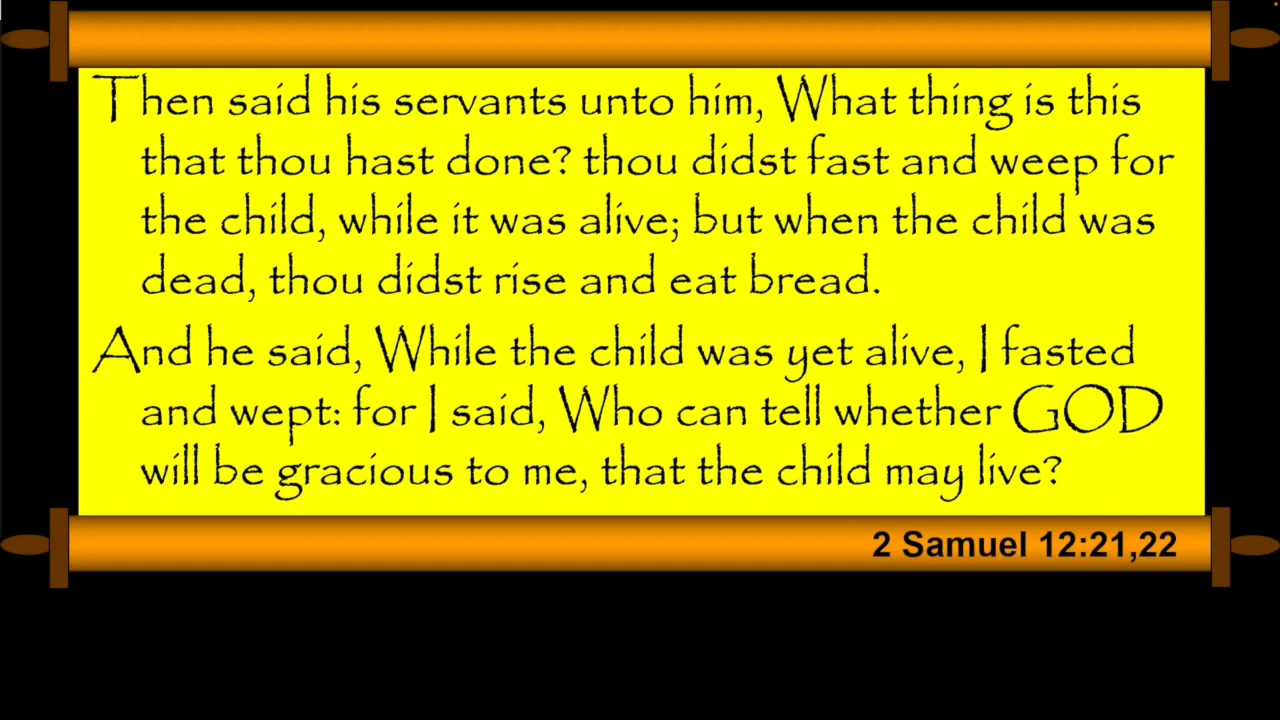 Then said his servants unto him, What thing is this
that thou hast done? thou didst fast and weep for
the child, while it was alive; but when the child was
dead, thou didst rise and eat bread.
And he said, While the child was yet alive, I fasted
and wept: for I said, Who can tell whether GOD
will be gracious to me, that the child may live?
2 Samuel 12:21,22